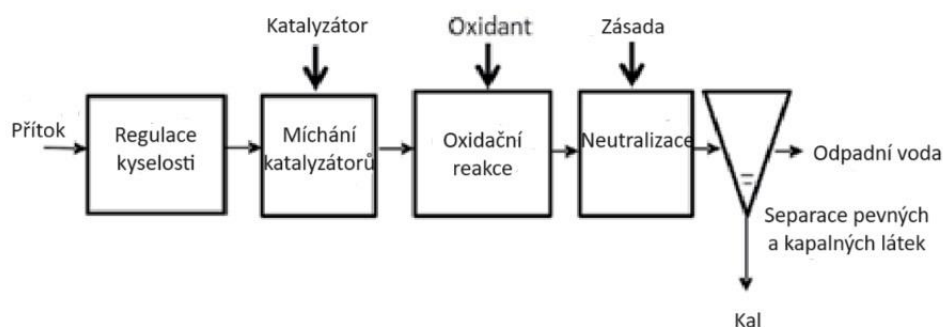 Katalyzátor
Oxidant
Zásada
Přítok
Regulace
kyselosti
Míchání
katalyzátorů
Oxidační
reakce
Neutralizace
Odpadní voda
Separace pevných
a kapalných látek
Kal